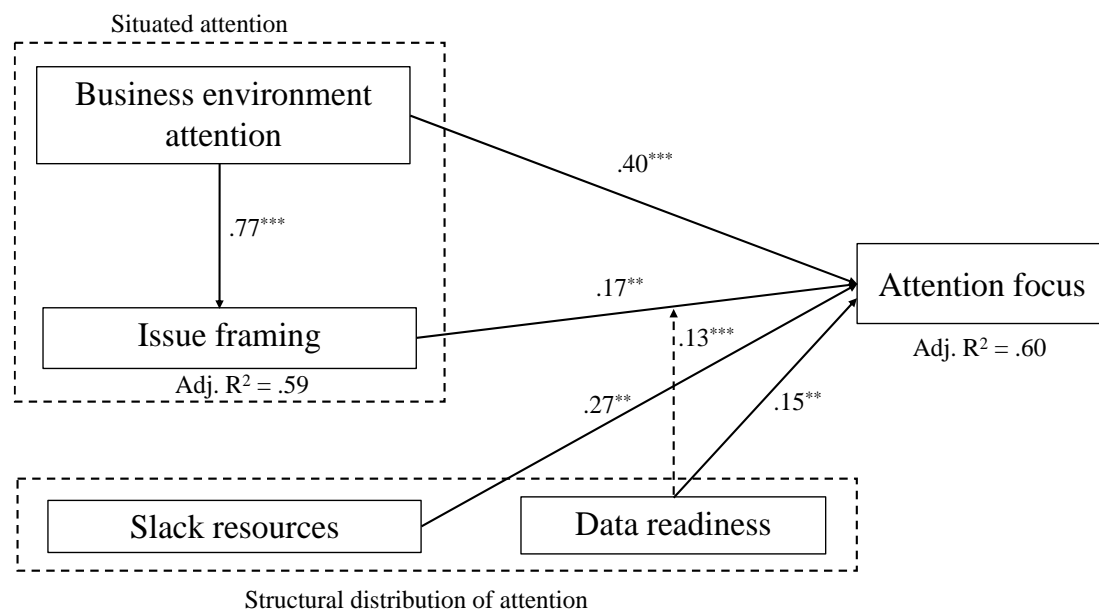 Situated attention
Business environment
attention
.40***
.77***
.17**
Attention focus
Issue framing
.13***
Adj. R² = .60
Adj. R² = .59
.27**
.15**
Slack resources
Data readiness
Structural distribution of attention